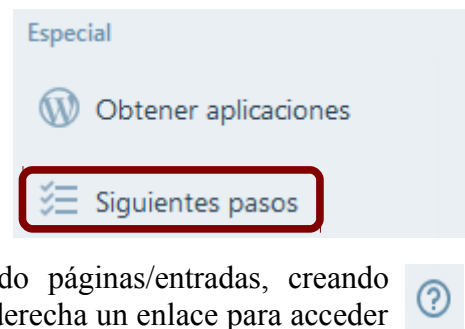 Especial
Obtener aplicaciones
Siguientes pasos
do páginas/entradas, creando
derecha un enlace para acceder